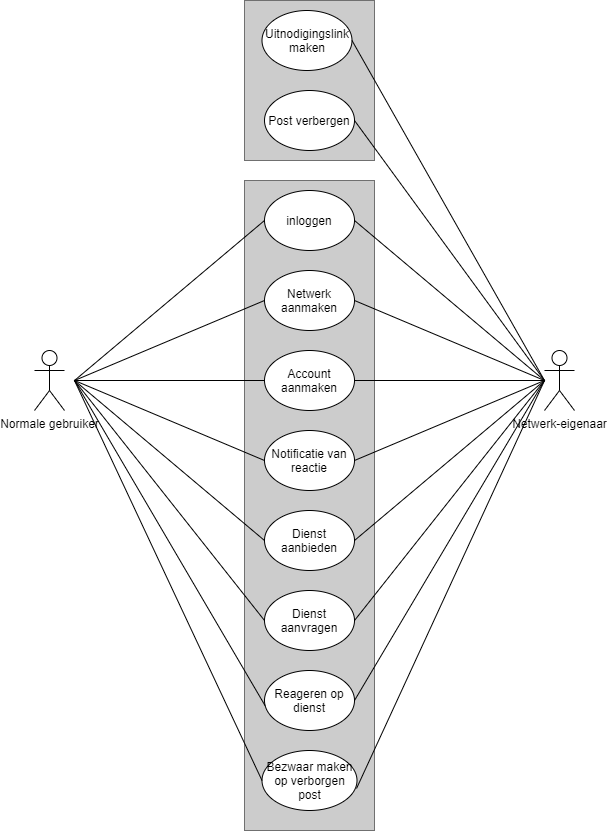 Uitnodigingslink
maken
Post verbergen
inloggen
Netwerk
aanmaken
Account
aanmaken
Normale gebruiker
Netwerk-eigenaar
Notificatie van
reactie
Dienst
aanbieden
Dienst
aanvragen
Reageren op
dienst
Bezwaar maken
op verborgen
post